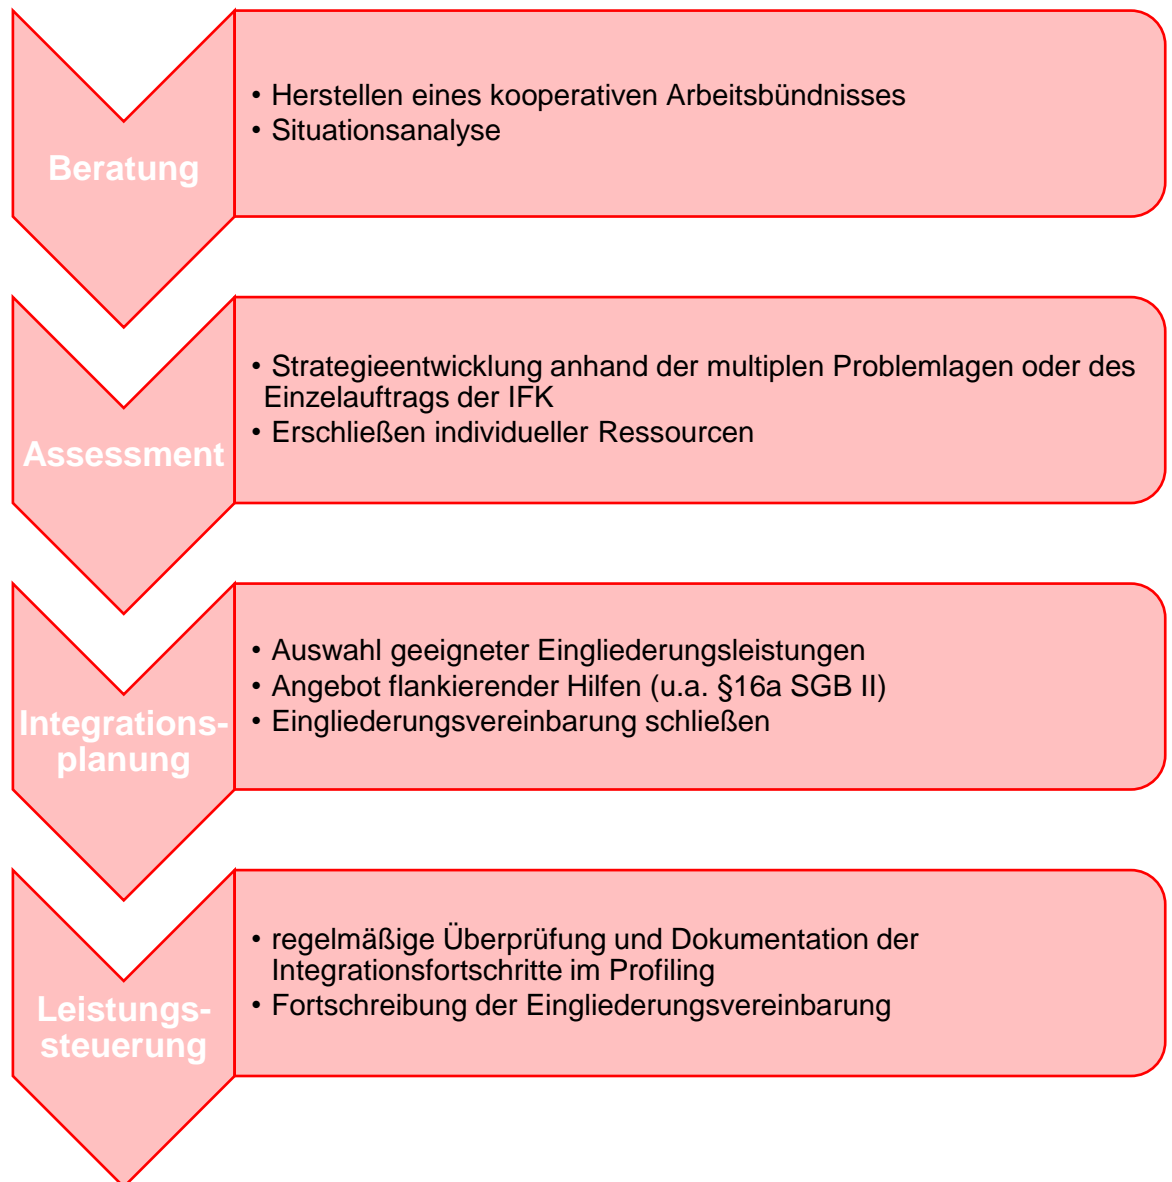 Beratung
• Herstellen eines kooperativen Arbeitsbündnisses
• Situationsanalyse
Assessment
• Strategieentwicklung anhand der multiplen Problemlagen oder des
Einzelauftrags der IFK
• Erschließen individueller Ressourcen
Integrations-
planung
• Auswahl geeigneter Eingliederungsleistungen
• Angebot flankierender Hilfen (u.a. §16a SGB II)
• Eingliederungsvereinbarung schließen
Leistungs-
steuerung
• regelmäßige Überprüfung und Dokumentation der
Integrationsfortschritte im Profiling
• Fortschreibung der Eingliederungsvereinbarung